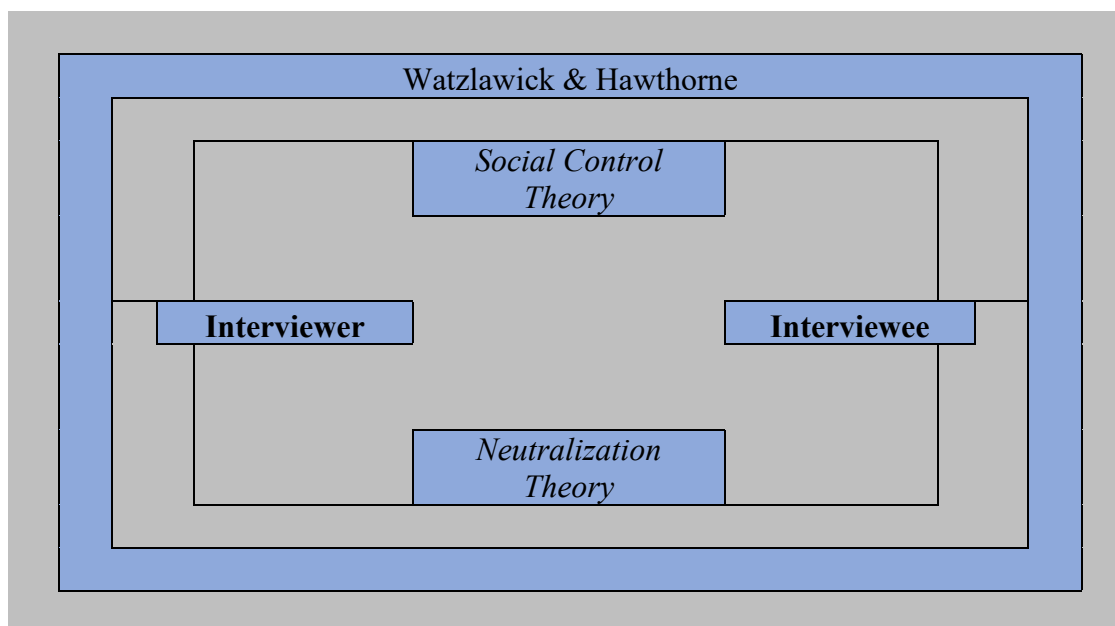 Watzlawick & Hawthorne
Social Control
Theory
Interviewer
Interviewee
Neutralization
Theory